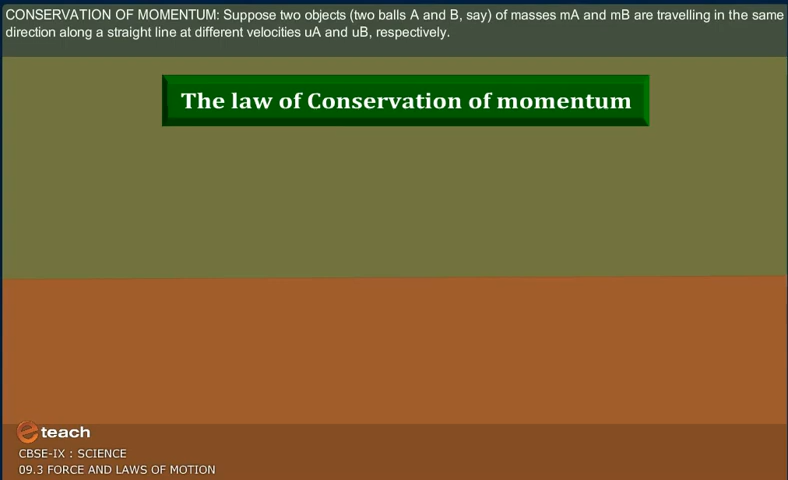 CONSERVATION OF MOMENTUM: Suppose two objects (two balls A and B, say) of masses mA and mB are travelling in the same
direction along a straight line at different velocities uA and uB, respectively.
The law of Conservation of momentum
e teach
CBSE-IX : SCIENCE
09.3 FORCE AND LAWS OF MOTION